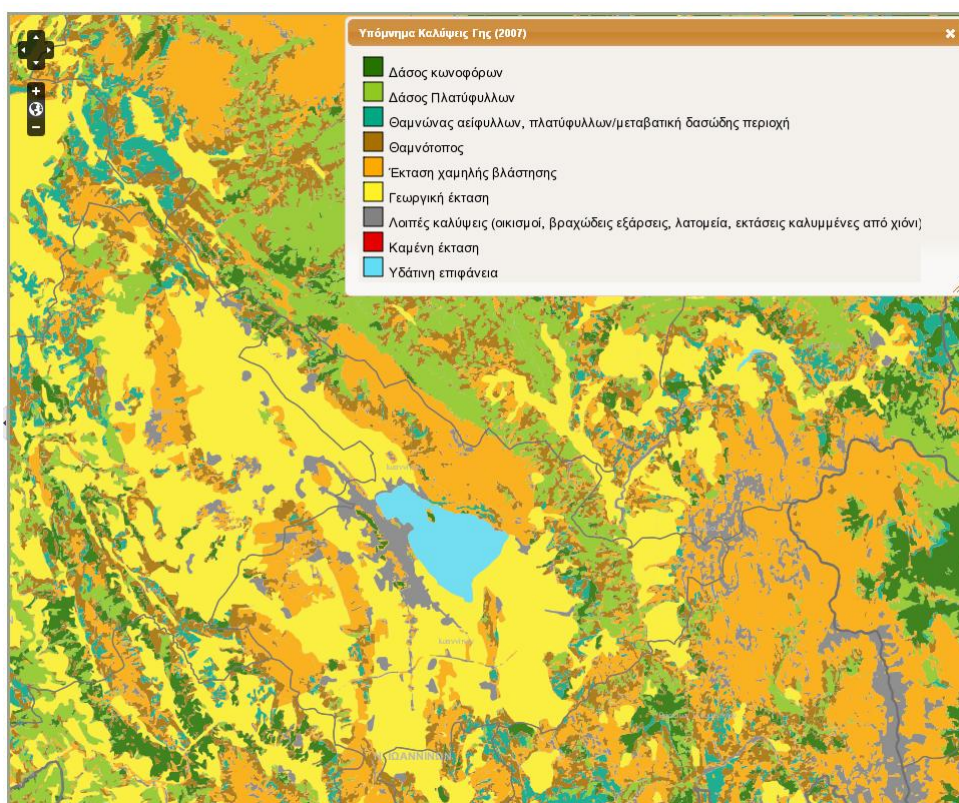 Υπόμνημα Καλύψεις Γης (2007)
Δάσος κωνοφόρων
Δάσος Πλατύφυλλων
Θαμνώνας αείφυλλων, πλατύφυλλων/μεταβατική δασώδης περιοχή
Θαμνότοπος
Έκταση χαμηλής βλάστησης
Γεωργική έκταση
Λοιπές καλύψεις (οικισμοί, βραχώδεις εξάρσεις, λατομεία, εκτάσεις καλυμμένες από χιόνι)
Καμένη έκταση
Υδάτινη επιφάνεια
ΙΩΑΝΝΙΝΩΝ